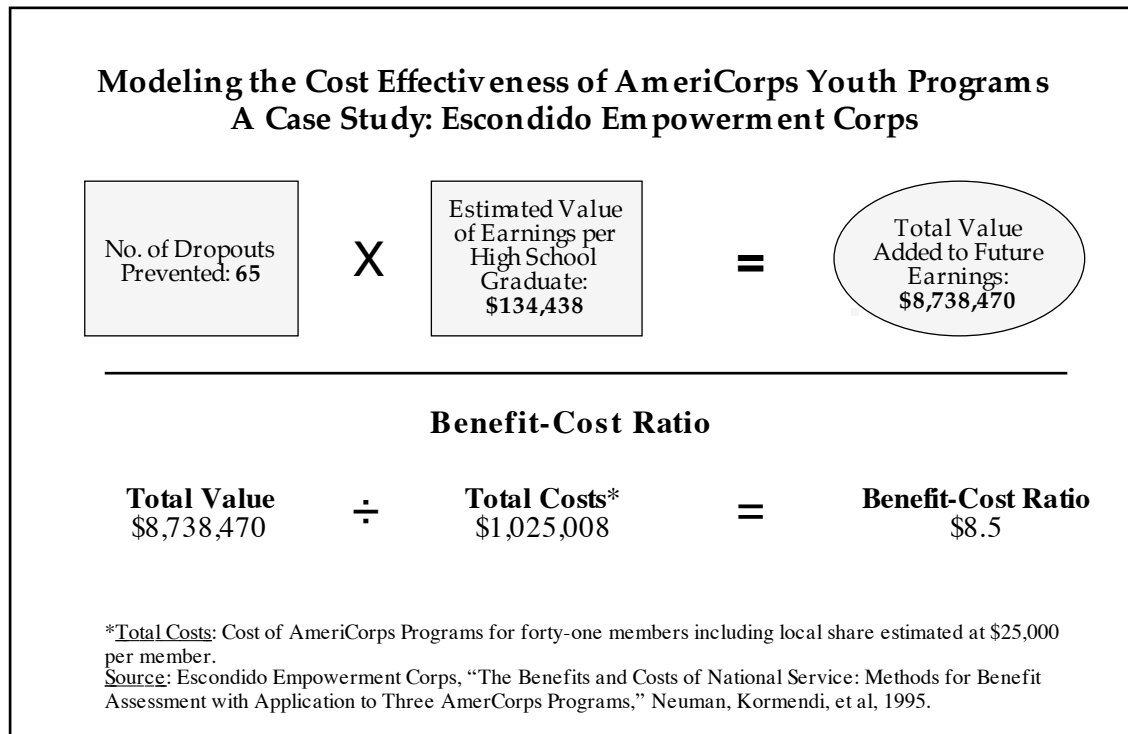 Modeling the Cost Effectiveness of AmeriCorps Youth Programs
A Case Study: Escondido Empowerment Corps
No. of Dropouts
Prevented: 65
X
Estimated Value
of Earnings per
High School
Graduate:
$134,438
=
Total Value
Added to Future
Earnings:
$8,738,470
Benefit-Cost Ratio
Total Value
$8,738,470
÷
Total Costs*
$1,025,008
=
Benefit-Cost Ratio
$8.5
*Total Costs: Cost of AmeriCorps Programs for forty-one members including local share estimated at $25,000
per member.
Source: Escondido Empowerment Corps, “The Benefits and Costs of National Service: Methods for Benefit
Assessment with Application to Three AmerCorps Programs,” Neuman, Kormendi, et al, 1995.